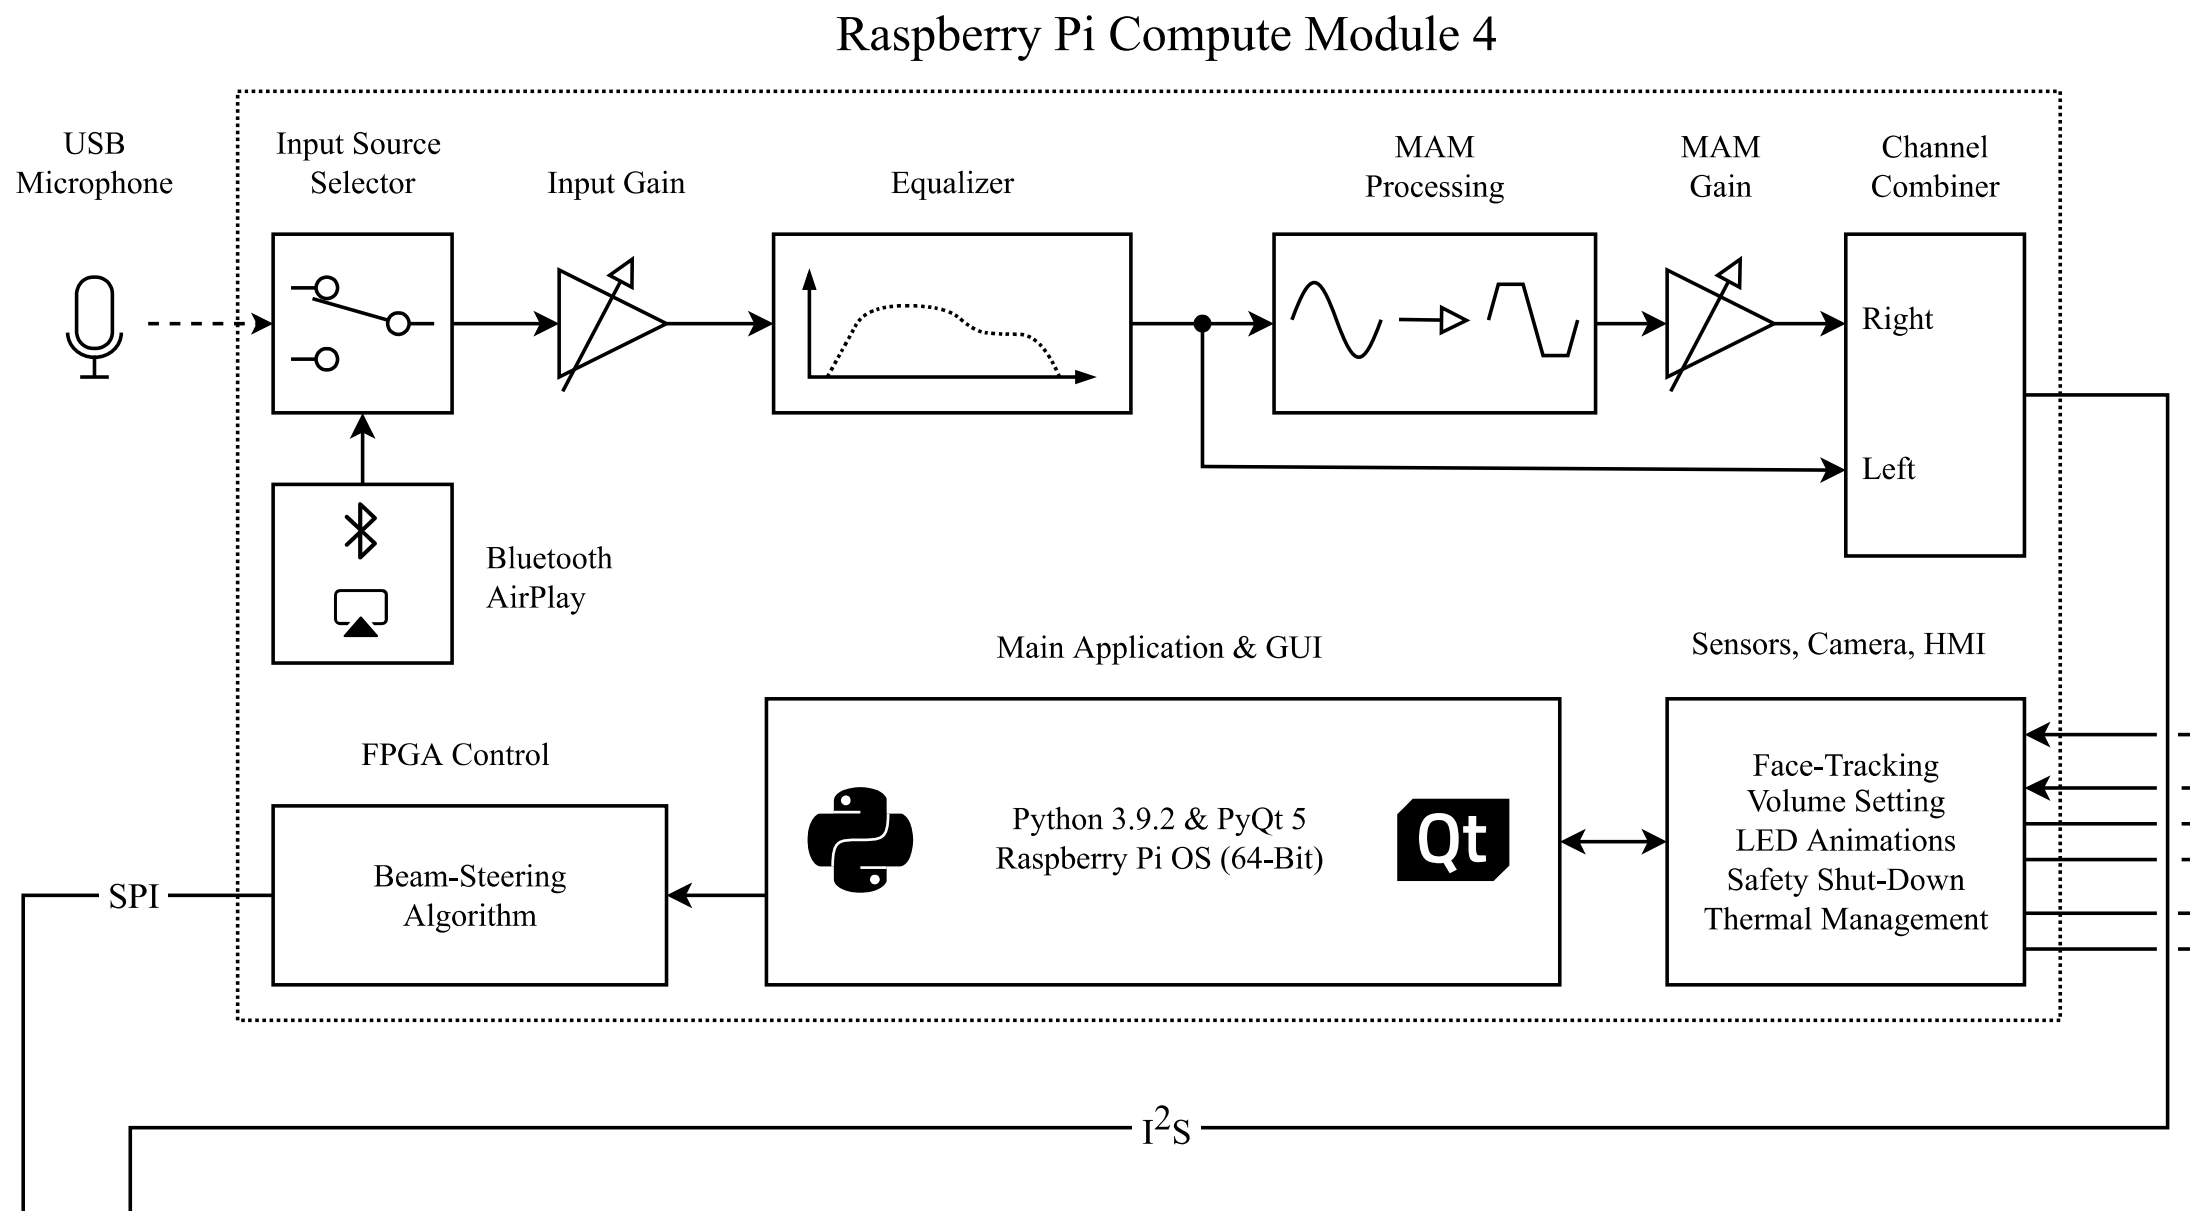 Raspberry Pi Compute Module 4
USB
Microphone
Input Source
Selector
Input Gain
Equalizer
MAM
Processing
MAM
Gain
Channel
Combiner
Right
Left
Bluetooth
AirPlay
Main Application & GUI
Sensors, Camera, HMI
FPGA Control
Beam-Steering
Algorithm
SPI
Python 3.9.2 & PyQt 5
Raspberry Pi OS (64-Bit)
Qt
Face-Tracking
Volume Setting
LED Animations
Safety Shut-Down
Thermal Management
I²S